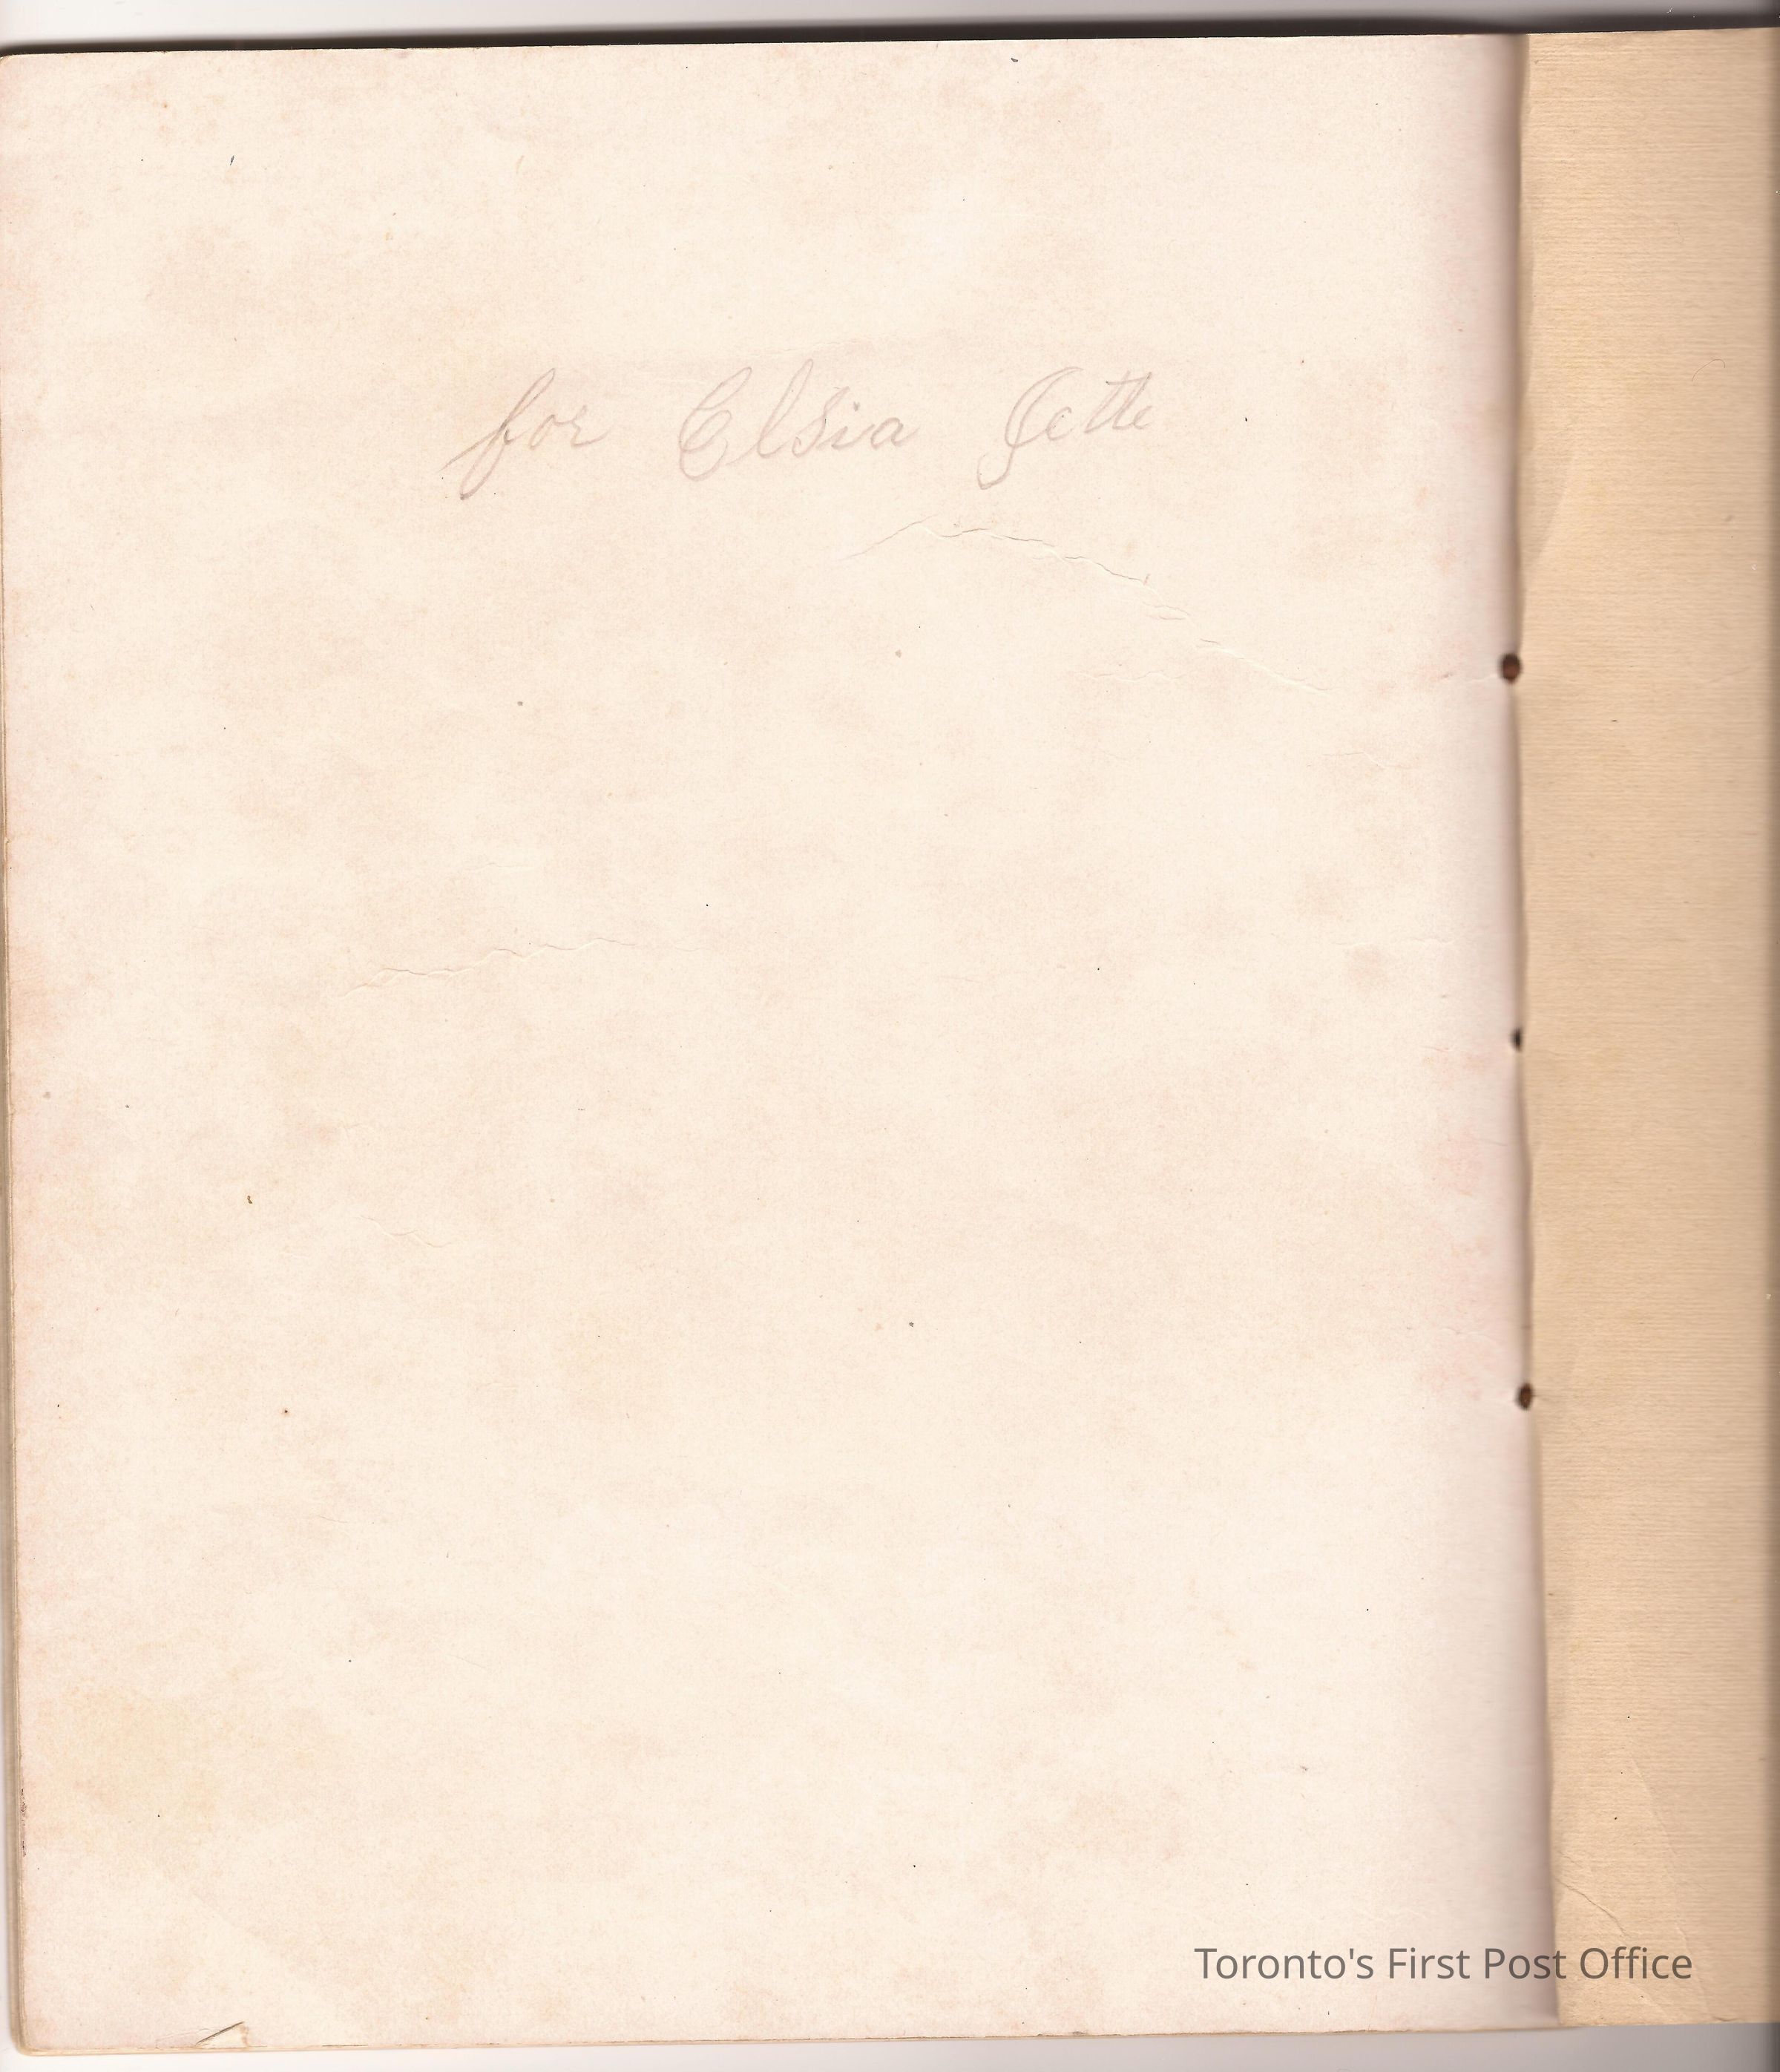 for Elsia Jette
Toronto's First Post Office